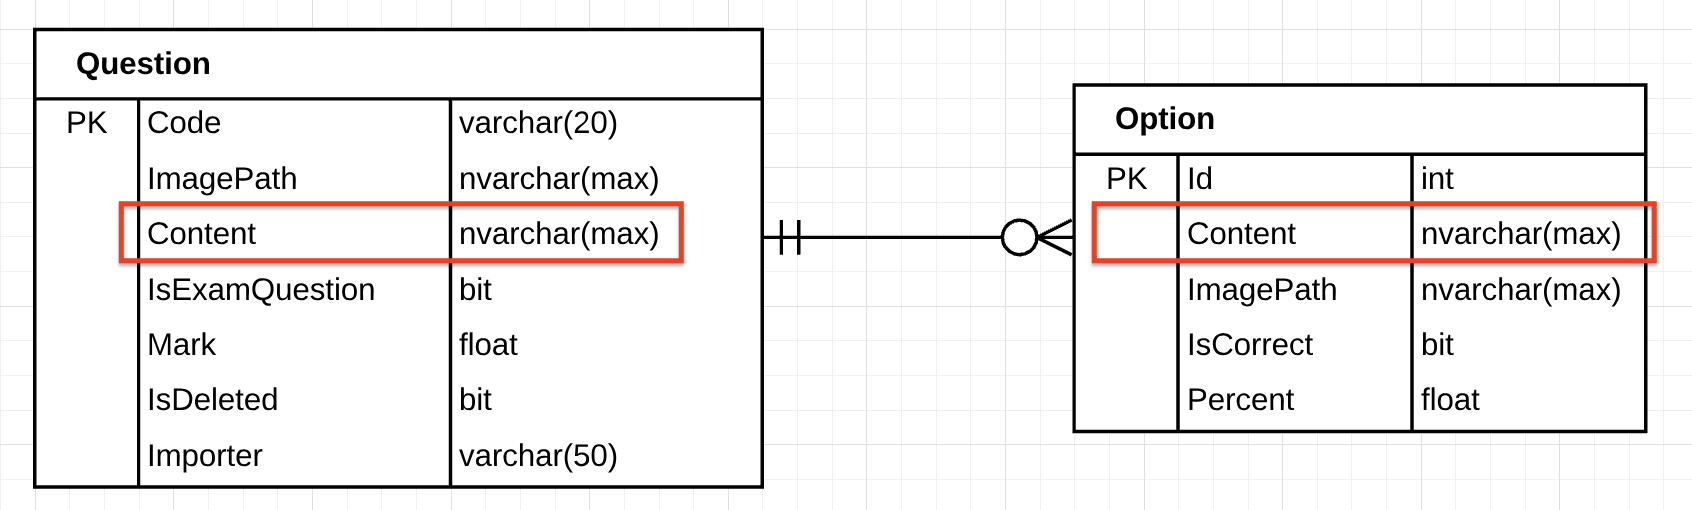 Question
PK Code varchar(20)
ImagePath nvarchar(max)
Content nvarchar(max)
IsExamQuestion bit
Mark float
IsDeleted bit
Importer varchar(50)
Option
PK Id int
Content nvarchar(max)
ImagePath nvarchar(max)
IsCorrect bit
Percent float